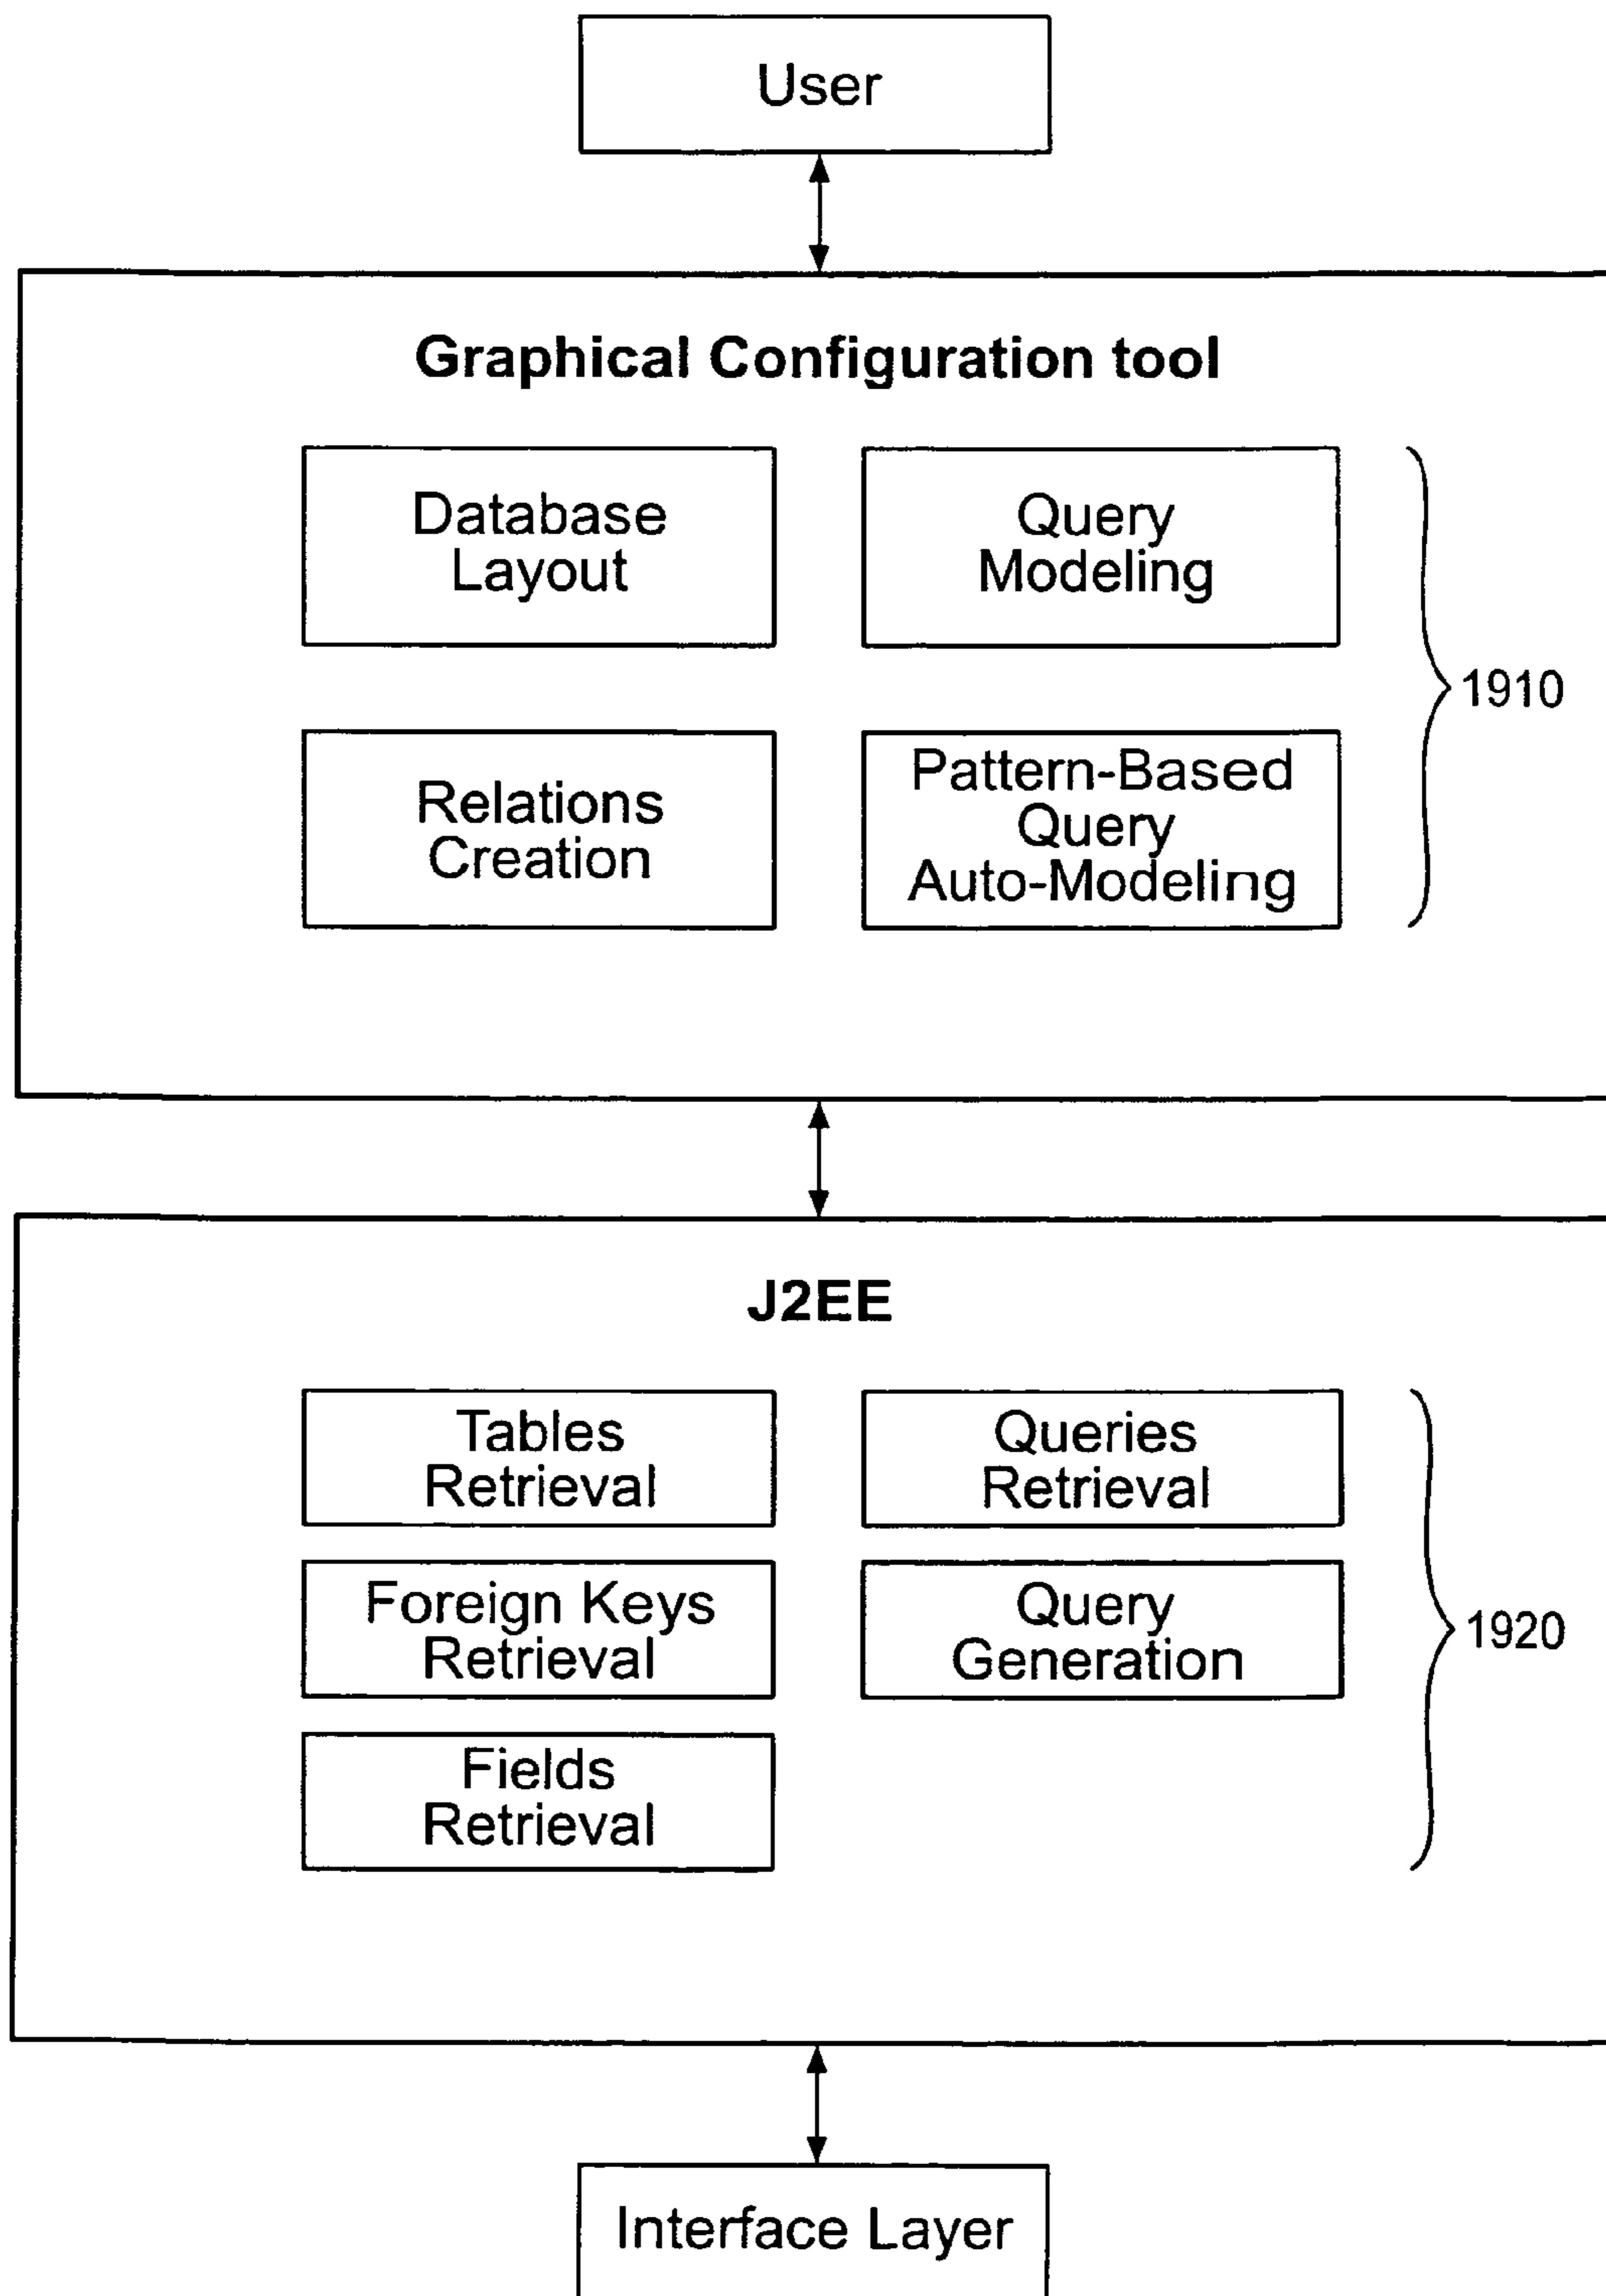 User
Graphical Configuration tool
Database
Layout
Query
Modeling
Relations
Creation
Pattern-Based
Query
Auto-Modeling
1910
J2EE
Tables
Retrieval
Queries
Retrieval
Foreign Keys
Retrieval
Query
Generation
Fields
Retrieval
1920
Interface Layer